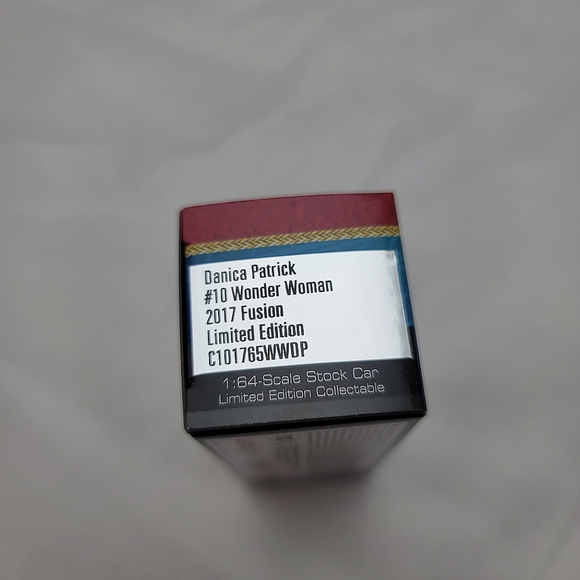 Danica Patrick
#10 Wonder Woman
2017 Fusion
Limited Edition
C101765WWDP
1:64-Scale Stock Car
Limited Edition Collectable